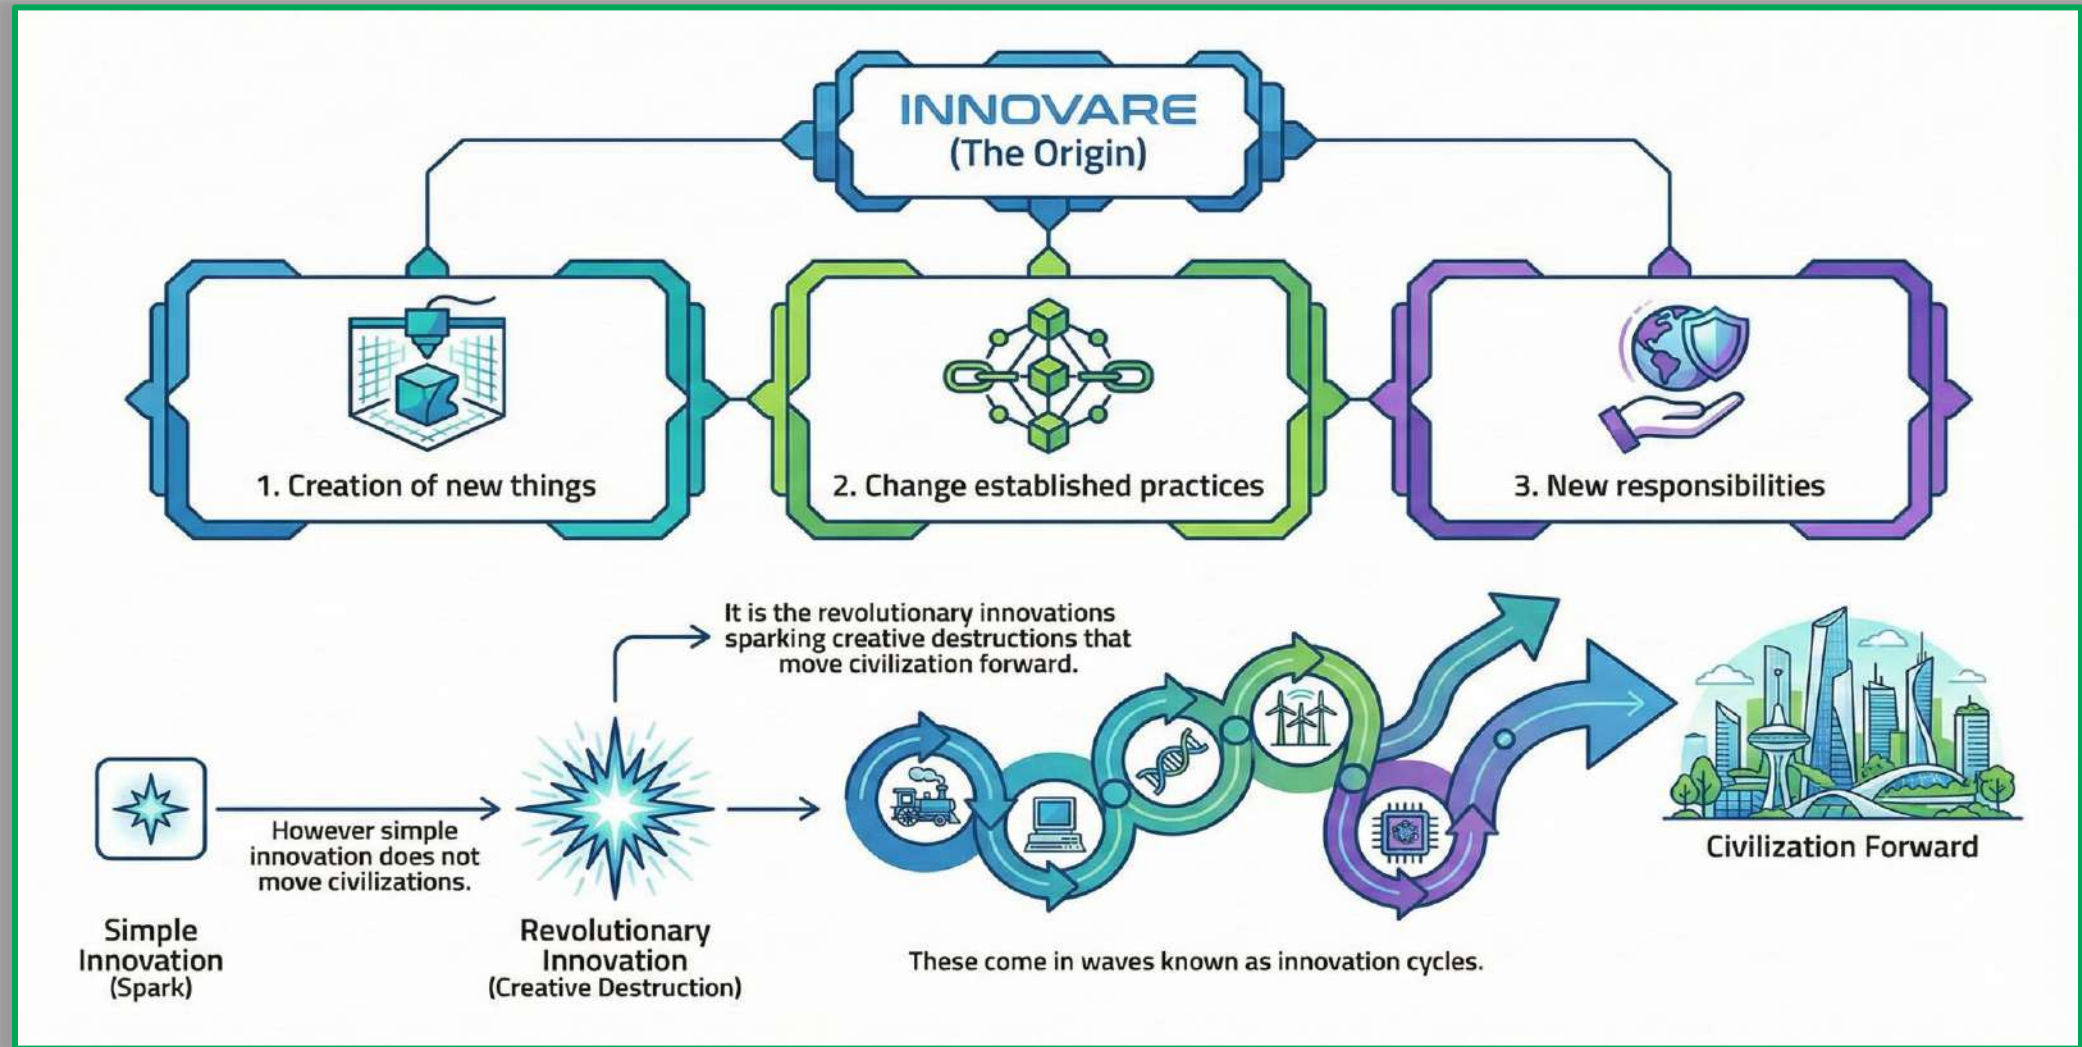 INNOVARE
(The Origin)
1. Creation of new things
2. Change established practices
3. New responsibilities
It is the revolutionary innovations
sparking creative destructions that
move civilization forward.
However simple
innovation does not
move civilizations.
Simple
Innovation
(Spark)
Revolutionary
Innovation
(Creative Destruction)
These come in waves known as innovation cycles.
Civilization Forward